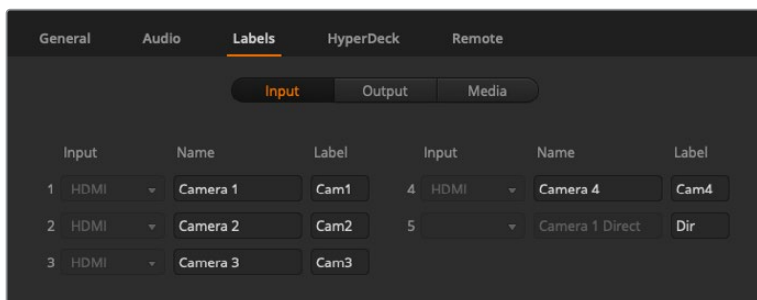 General Audio Labels HyperDeck Remote
Input Output Media
Input Name Label Input Name Label
1 HDMI Camera 1 Cam1 4 HDMI Camera 4 Cam4
2 HDMI Camera 2 Cam2 5 Camera 1 Direct Dir
3 HDMI Camera 3 Cam3